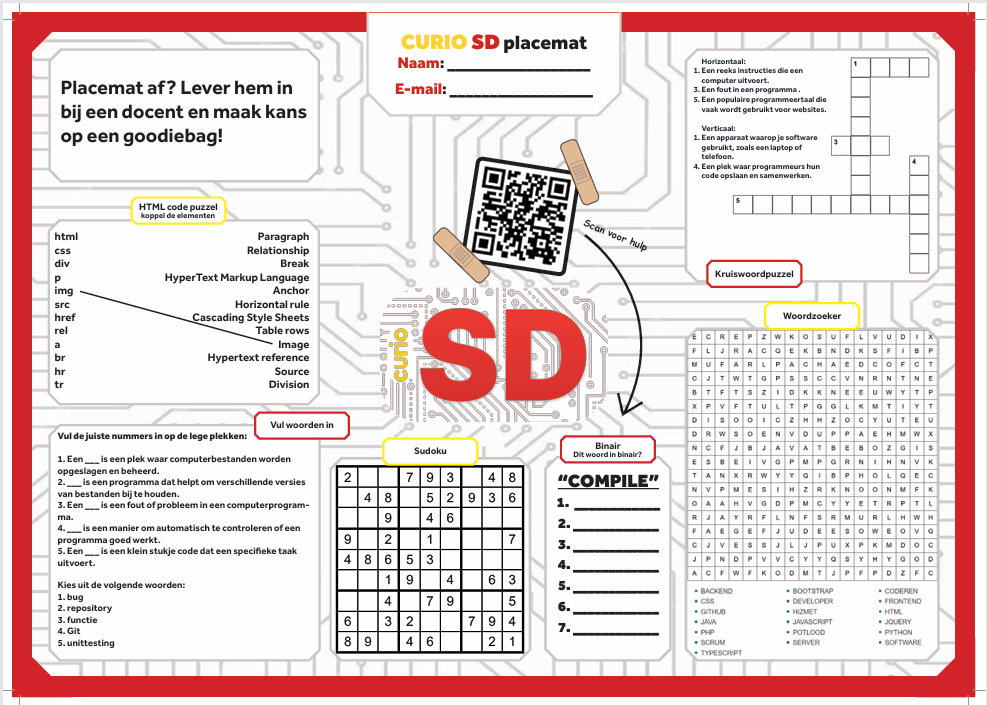 CURIO SD placemat
Naam: ____________________
E-mail: ____________________
Placemat af? Lever hem in
bij een docent en maak kans
op een goodiebag!
HTML code puzzel
koppel de elementen
html Paragraph
css Relationship
div Break
p HyperText Markup Language
img Anchor
src Horizontal rule
href Cascading Style Sheets
rel Table rows
a Image
br Hypertext reference
hr Source
tr Division
Scan voor hulp
curio
SD
Horizontaal:
1. Een reeks instructies die een
computer uitvoert.
3. Een fout in een programma .
5. Een populaire programmeertaal die
vaak wordt gebruikt voor websites.
Verticaal:
1. Een apparaat waarop je software
gebruikt, zoals een laptop of
telefoon.
4. Een plek waar programmeurs hun
code opslaan en samenwerken.
1
3
4
5
Kruiswoordpuzzel
Vul woorden in
Vul de juiste nummers in op de lege plekken:
1. Een ___ is een plek waar computerbestanden worden
opgeslagen en beheerd.
2. ___ is een programma dat helpt om verschillende versies
van bestanden bij te houden.
3. Een ___ is een fout of probleem in een computerprogram-
ma.
4. ___ is een manier om automatisch te controleren of een
programma goed werkt.
5. Een ___ is een klein stukje code dat een specifieke taak
uitvoert.
Kies uit de volgende woorden:
1. bug
2. repository
3. functie
4. Git
5. unittesting
Sudoku
2 7 9 3 4 8
4 8 5 2 9 3 6
9 4 6
9 2 1 7
4 8 6 5 3
1 9 4 6 3
4 7 9 5
6 3 2 7 9 4
8 9 4 6 2 1
Binair
Dit woord in binair?
“COMPILE”
1. ____________
2. ____________
3. ____________
4. ____________
5. ____________
6. ____________
7. ____________
Woordzoeker
E C R E P Z W K O S U F L V U D I X
F L J R A C Q E K B N D K S F I B P
M U F A R L P A C H A E D C O F C T
C J T W T G P S S C C V N R N T N E
B T F T S Z I D K K N E E U W Y T P
X P V F T U L T P G G L K M T I Y T
D I S O O I C Z H H Z O C Y U T E U
D R W S O E N V D U P P A E H M W X
N C F J B J A V A T B E B O Z G I S
E S B E I V G P M P G R N I H N V K
T A N X R W Y Y Q I B P H O L Q E C
N V P M E S I H Z R K N O O N M F K
O A A H V G D P M C Y Y E T R P T L
R J A Y R F L N F S R M U R L H W H
F A E G E F J U D E E S O W E V O G
C J V E S S J L J P U X P K M D O C
J P N D P V V C Y Y Q S Y H Y G O D
A C F W F K O D M T J P F P D Z F C
• BACKEND
• CSS
• GITHUB
• JAVA
• PHP
• SCRUM
• TYPESCRIPT
• BOOTSTRAP
• DEVELOPER
• HIZMET
• JAVASCRIPT
• POTLOOD
• SERVER
• CODEREN
• FRONTEND
• HTML
• JQUERY
• PYTHON
• SOFTWARE